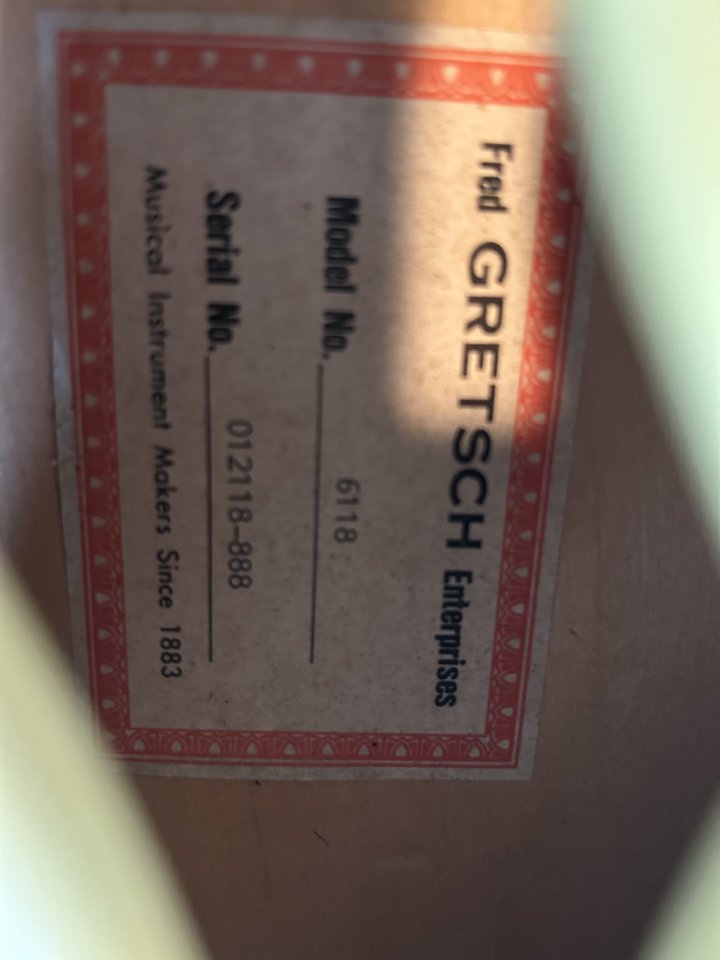 Fred GRETSCH Enterprises
Model No. 6118
Serial No. 012118-888
Musical Instrument Makers Since 1883